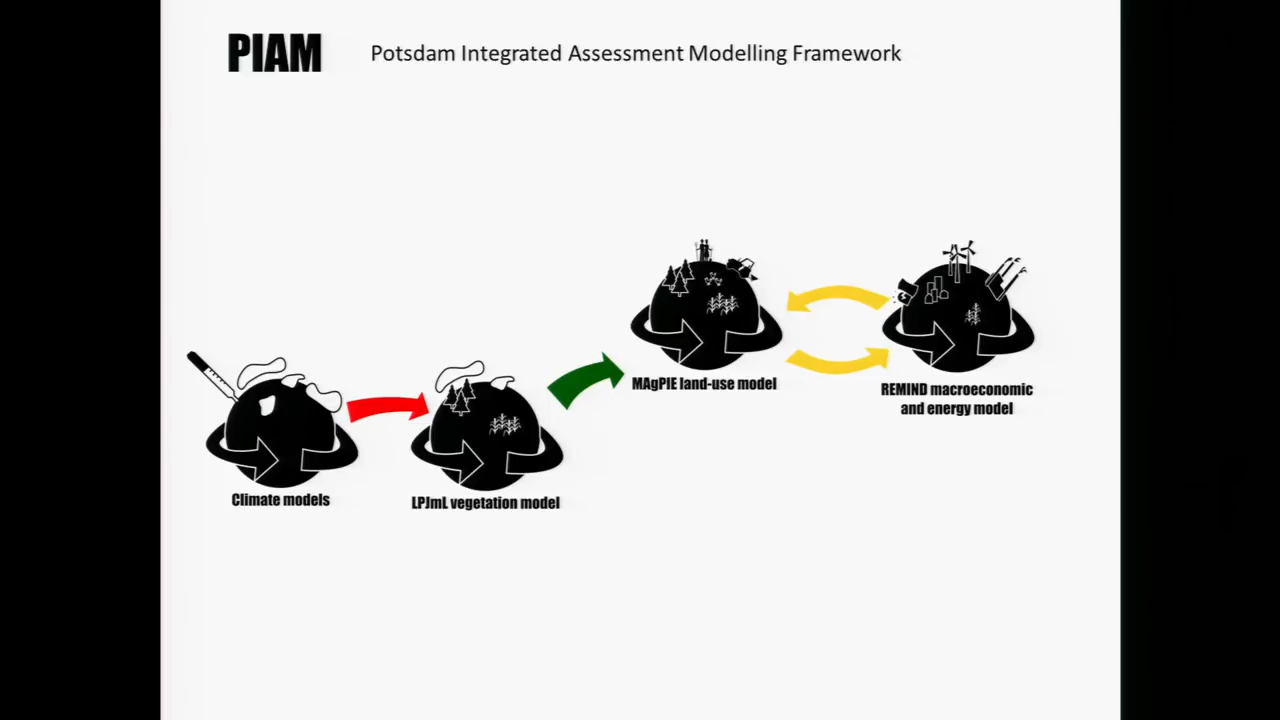 PIAM
Potsdam Integrated Assessment Modelling Framework
MAgPIE land-use model
REMIND macroeconomic
and energy model
Climate models
LPJmL vegetation model